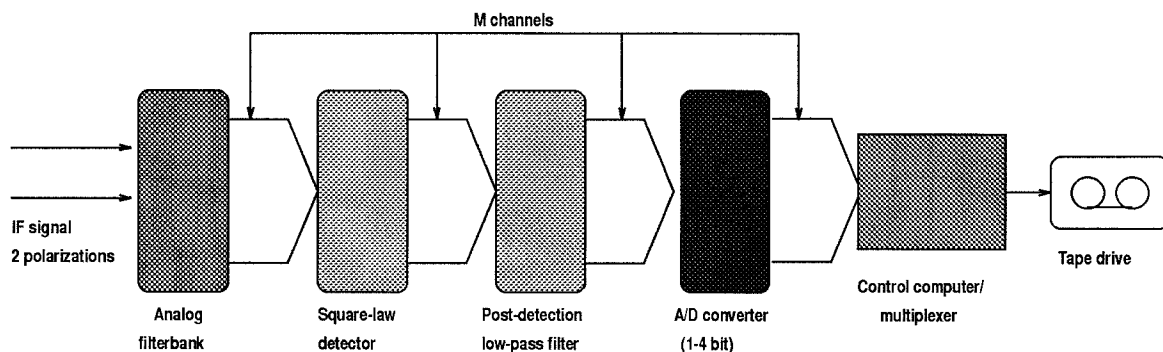 M channels
IF signal
2 polarizations
Analog
filterbank
Square-law
detector
Post-detection
low-pass filter
A/D converter
(1-4 bit)
Control computer/
multiplexer
Tape drive